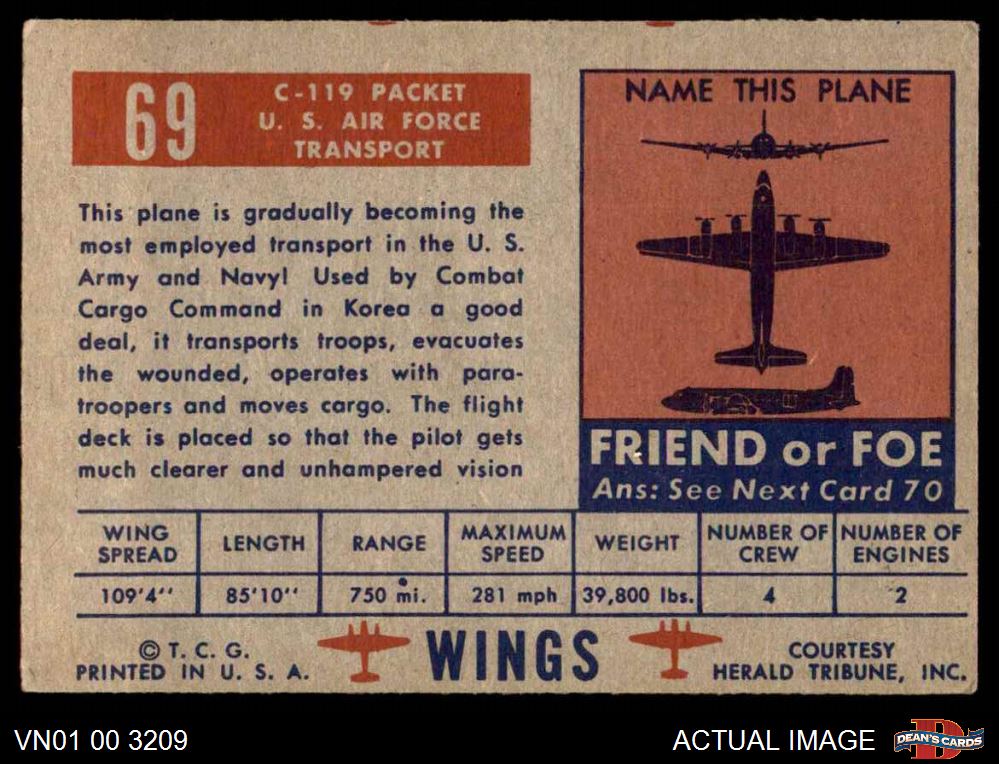 69
C-119 PACKET
U. S. AIR FORCE
TRANSPORT
This plane is gradually becoming the
most employed transport in the U. S.
Army and Navy! Used by Combat
Cargo Command in Korea a good
deal, it transports troops, evacuates
the wounded, operates with para-
troopers and moves cargo. The flight
deck is placed so that the pilot gets
much clearer and unhampered vision
NAME THIS PLANE
FRIEND or FOE
Ans: See Next Card 70
WING SPREAD
LENGTH
RANGE
MAXIMUM SPEED
WEIGHT
NUMBER OF CREW
NUMBER OF ENGINES
109'4''
85'10''
750 mi.
281 mph
39,800 lbs.
4
2
© T. C. G.
PRINTED IN U. S. A.
WINGS
COURTESY
HERALD TRIBUNE, INC.
VN01 00 3209
ACTUAL IMAGE
D
DEAN'S CARDS